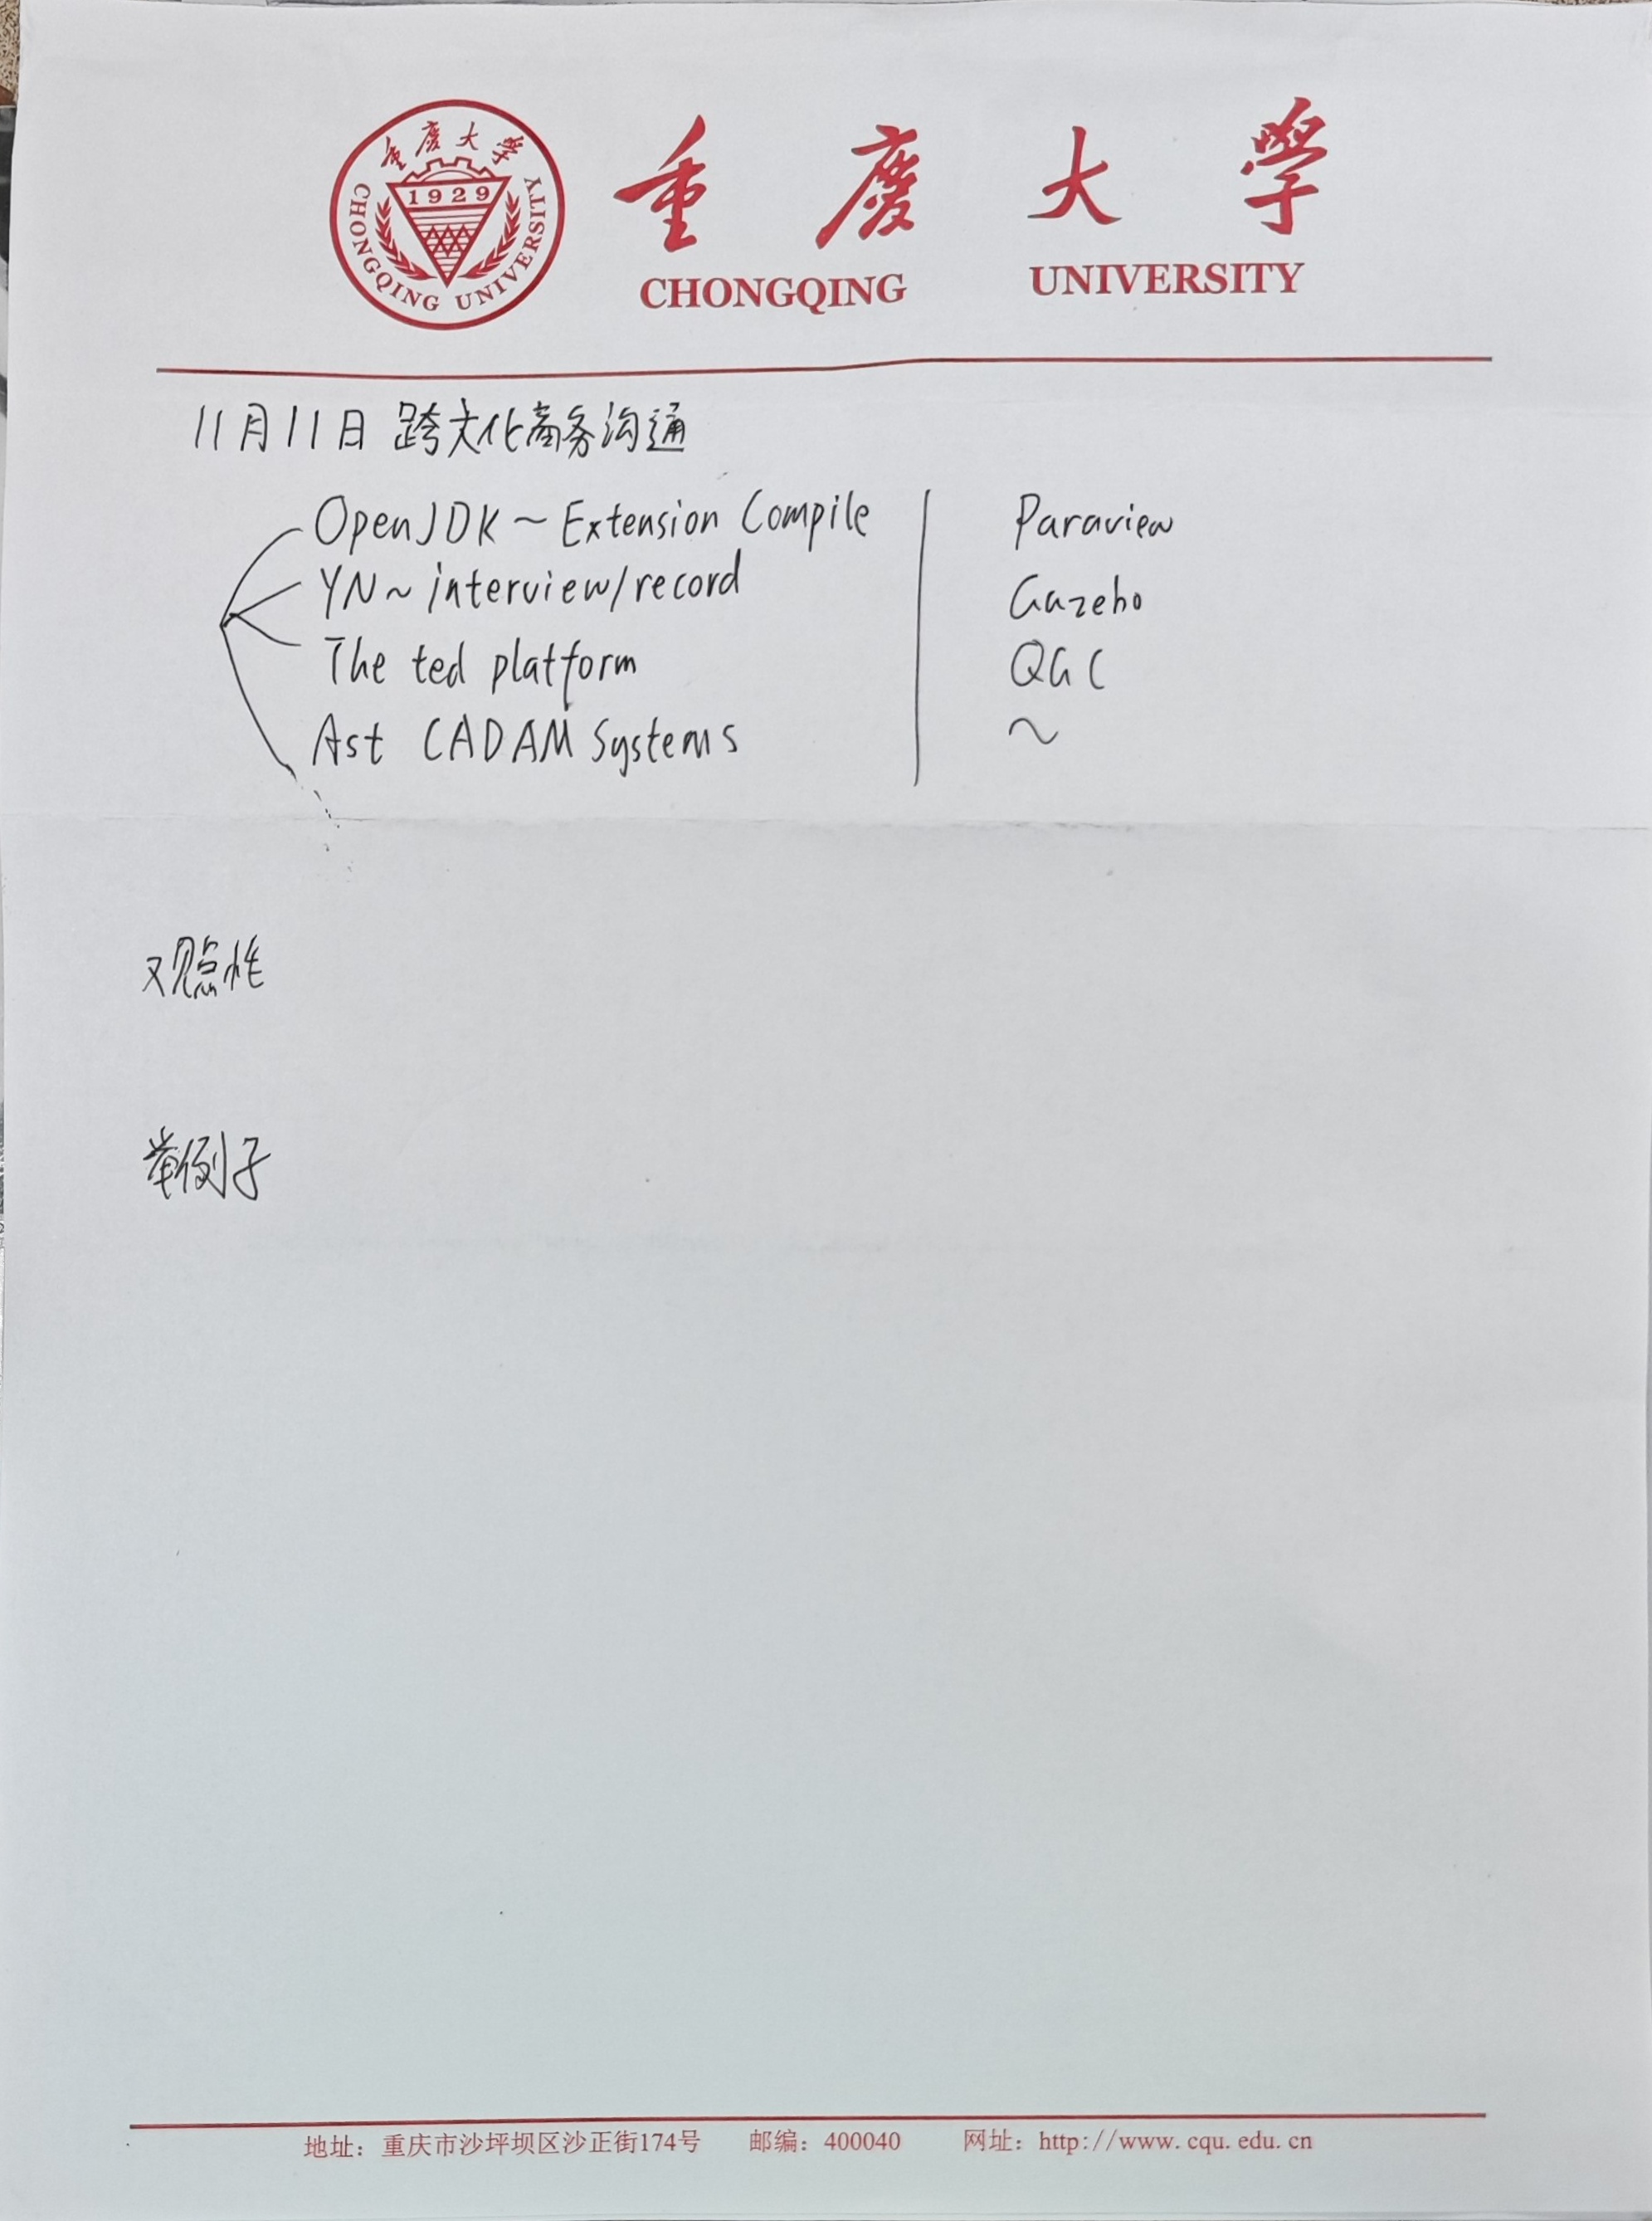 重庆大学
1929
CHONGQING UNIVERSITY
重慶大學
CHONGQING UNIVERSITY
11月11日 跨文化商务沟通
OpenJDK ~ Extension Compile
YN ~ interview/record
The ted platform
Ast CADAM Systems
Paraview
Gazebo
QGC
~
观点性
举例子
地址：重庆市沙坪坝区沙正街174号 邮编：400040 网址：http://www.cqu.edu.cn